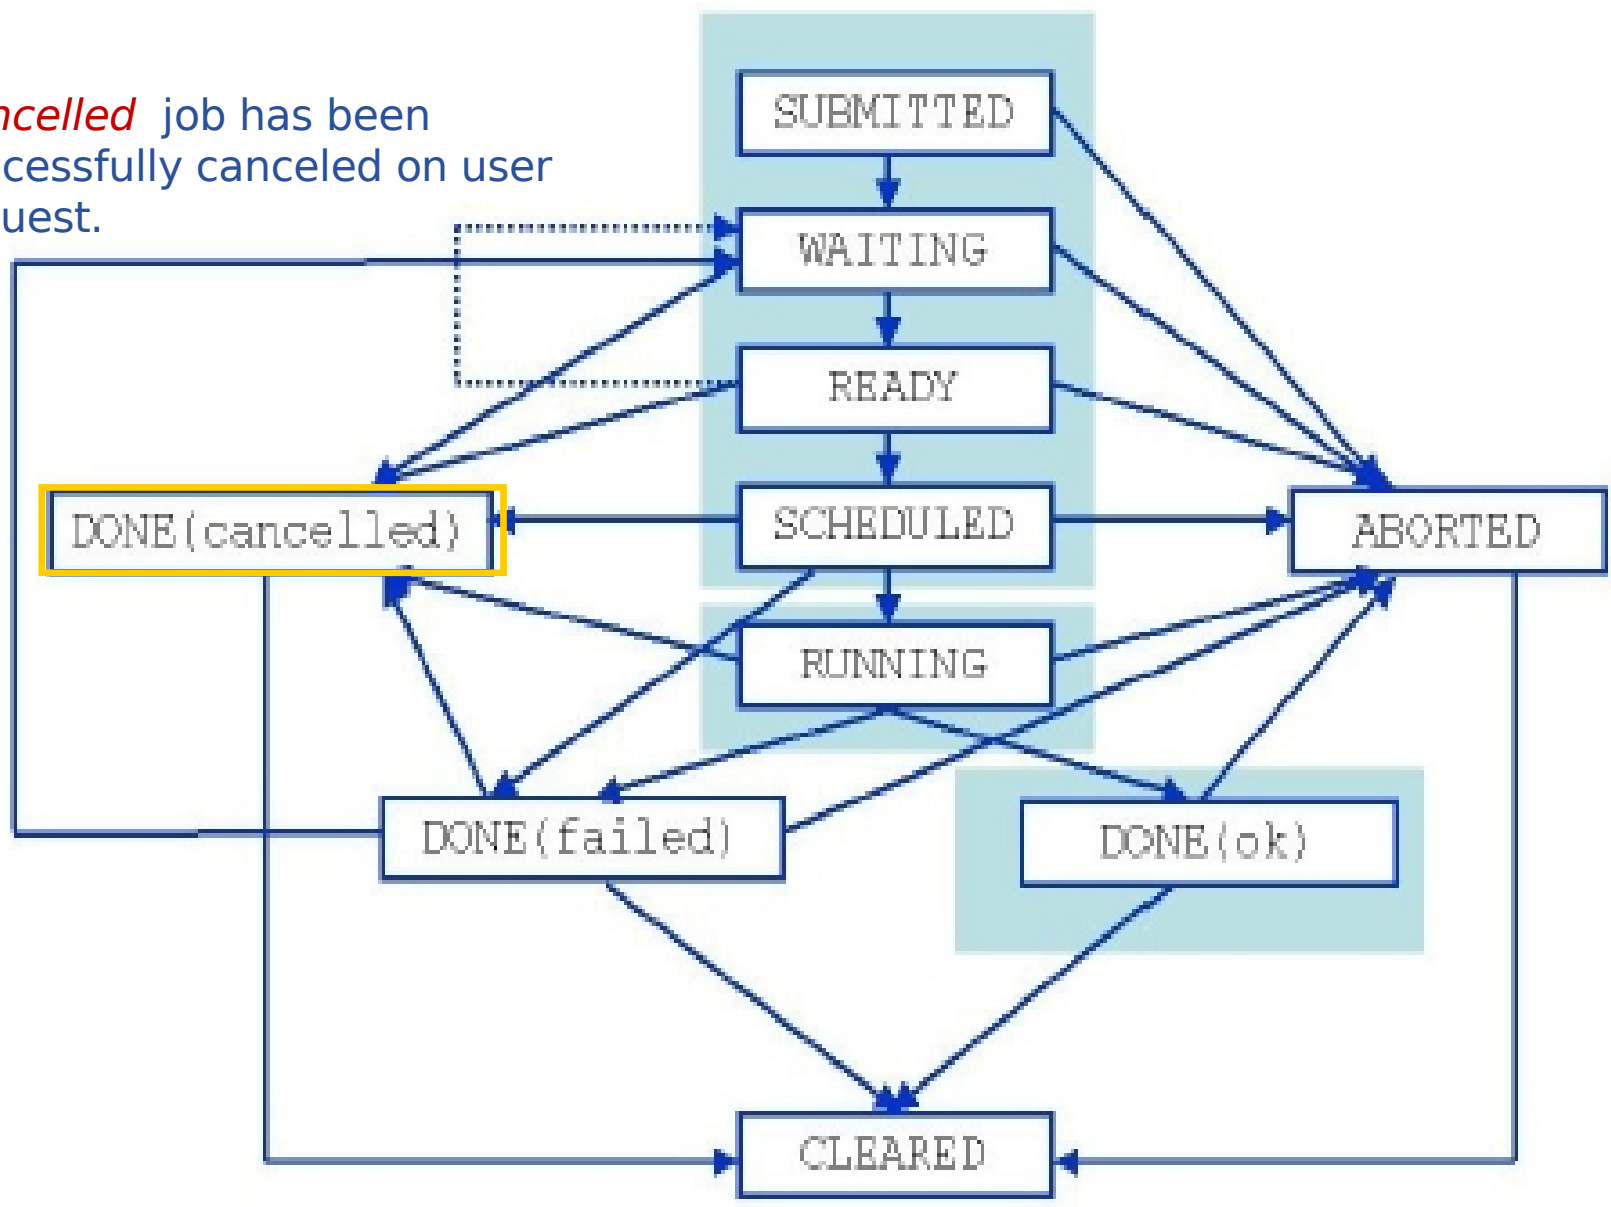 ncelled job has been
ccessfully canceled on user
uest.
SUBMITTED
WAITING
READY
DONE(cancelled)
SCHEDULED
ABORTED
RUNNING
DONE(failed)
DONE(ok)
CLEARED